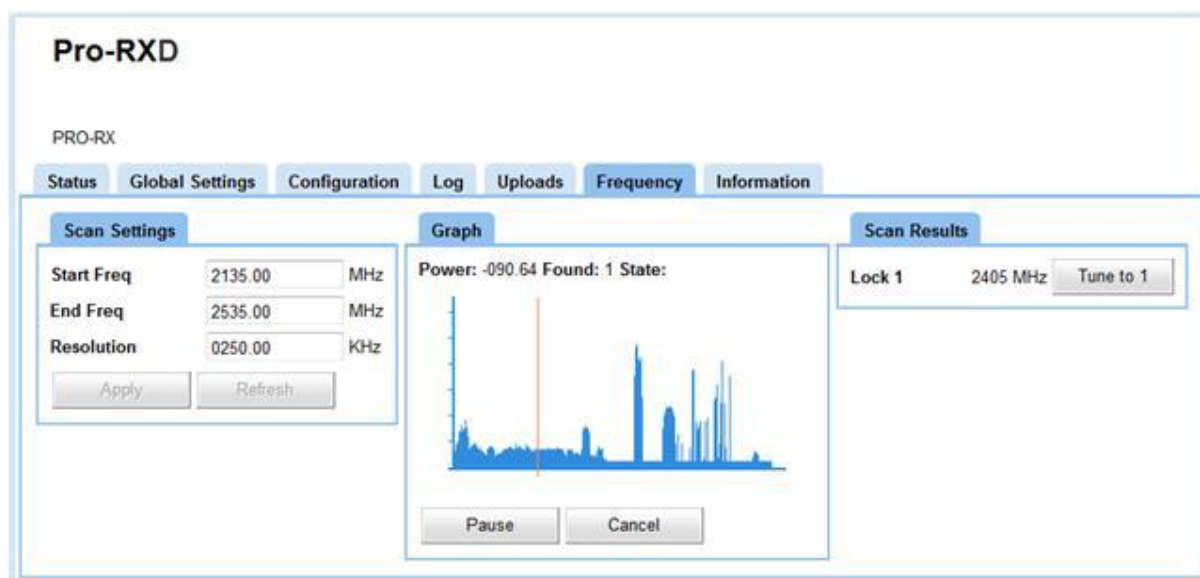 Pro-RXD
PRO-RX
Status Global Settings Configuration Log Uploads Frequency Information
Scan Settings
Start Freq 2135.00 MHz
End Freq 2535.00 MHz
Resolution 0250.00 KHz
Apply Refresh
Graph
Power: -090.64 Found: 1 State:
Pause Cancel
Scan Results
Lock 1 2405 MHz Tune to 1